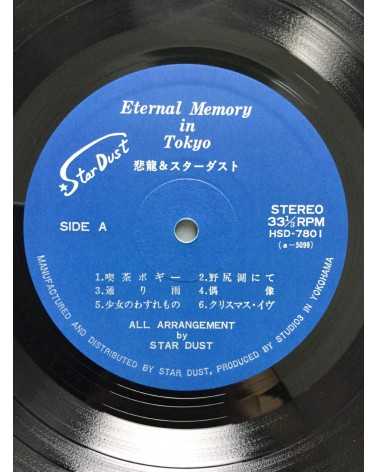 Eternal Memory
in
Tokyo
Star Dust
悲龍&スターダスト
SIDE A
STEREO
33⅓RPM
HSD-7801
(a-5099)
1.喫茶ボギー 2.野尻湖にて
3.通り雨 4.偶像
5.少女のわすれもの 6.クリスマス・イヴ
ALL ARRANGEMENT
by
STAR DUST
MANUFACTURED AND DISTRIBUTED BY STAR DUST, PRODUCED BY STUDIO3 IN YOKOHAMA